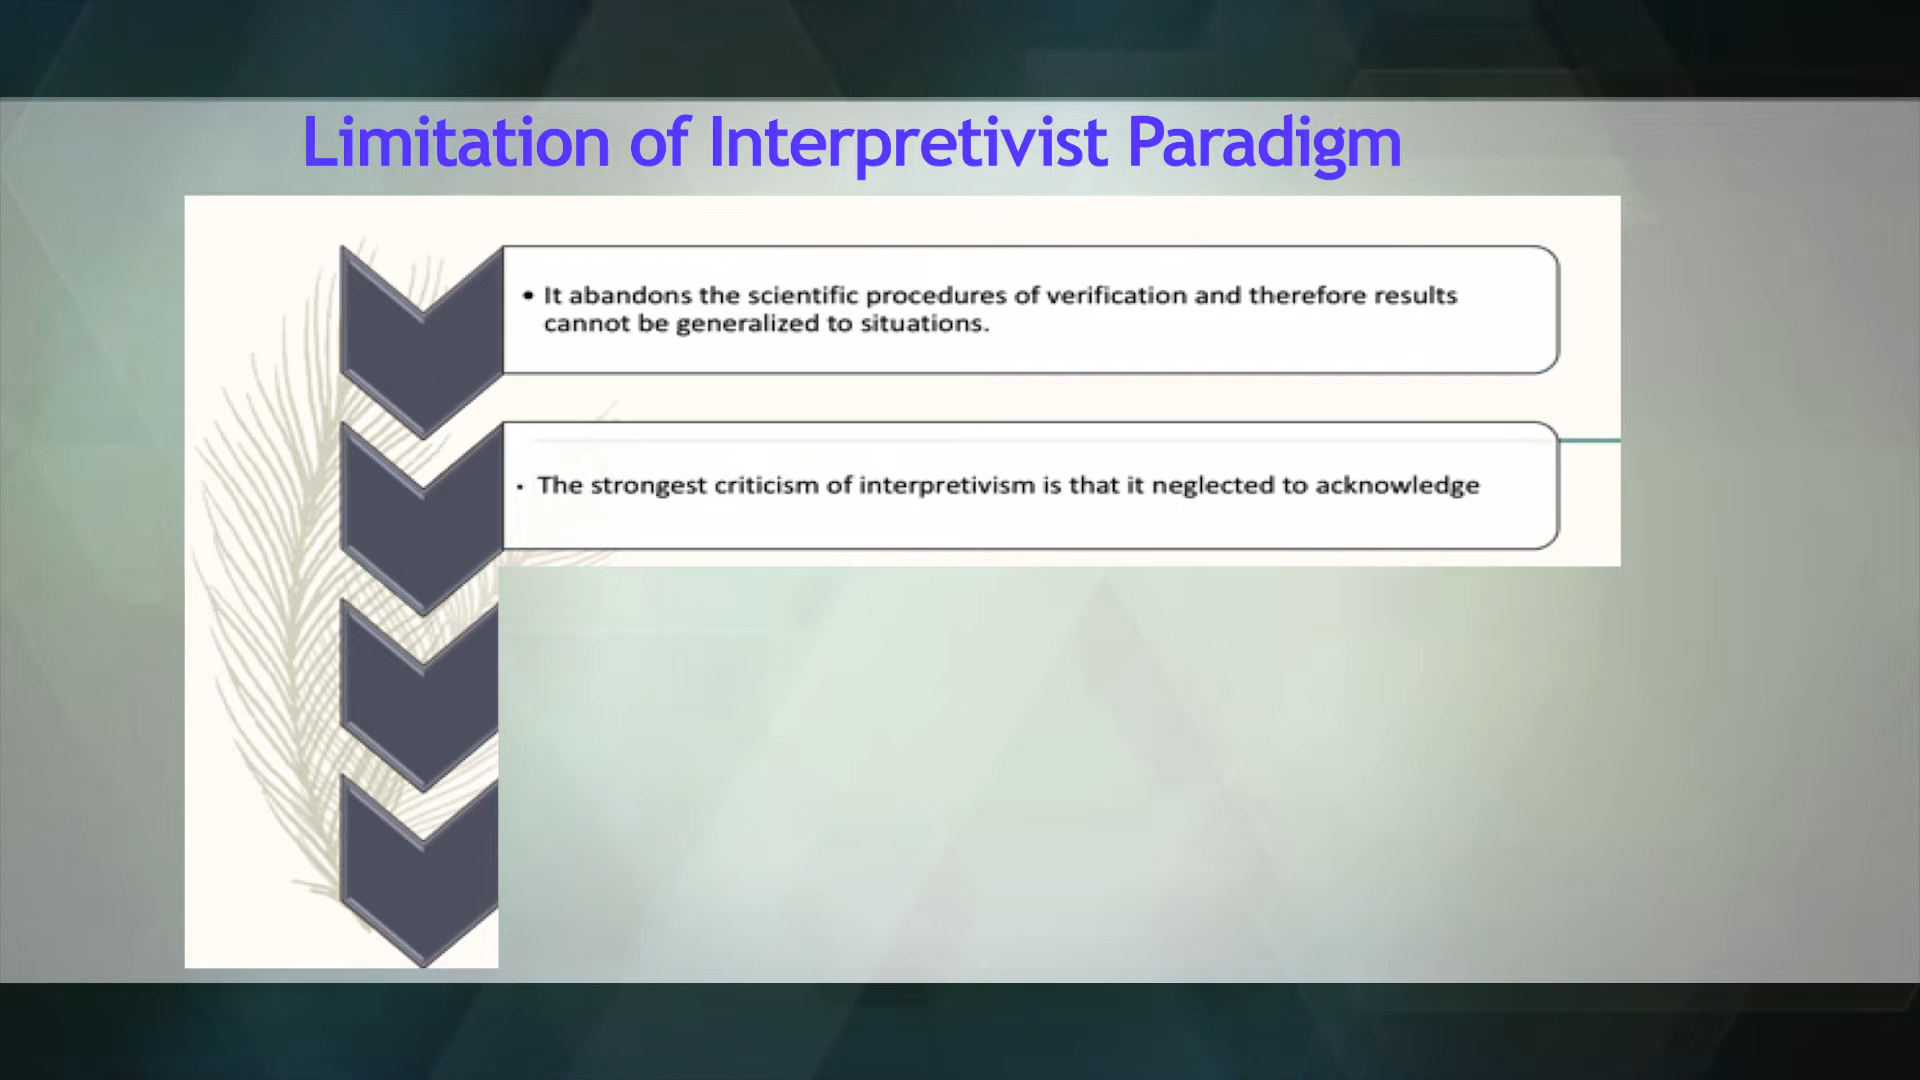 Limitation of Interpretivist Paradigm
• It abandons the scientific procedures of verification and therefore results
cannot be generalized to situations.
• The strongest criticism of interpretivism is that it neglected to acknowledge